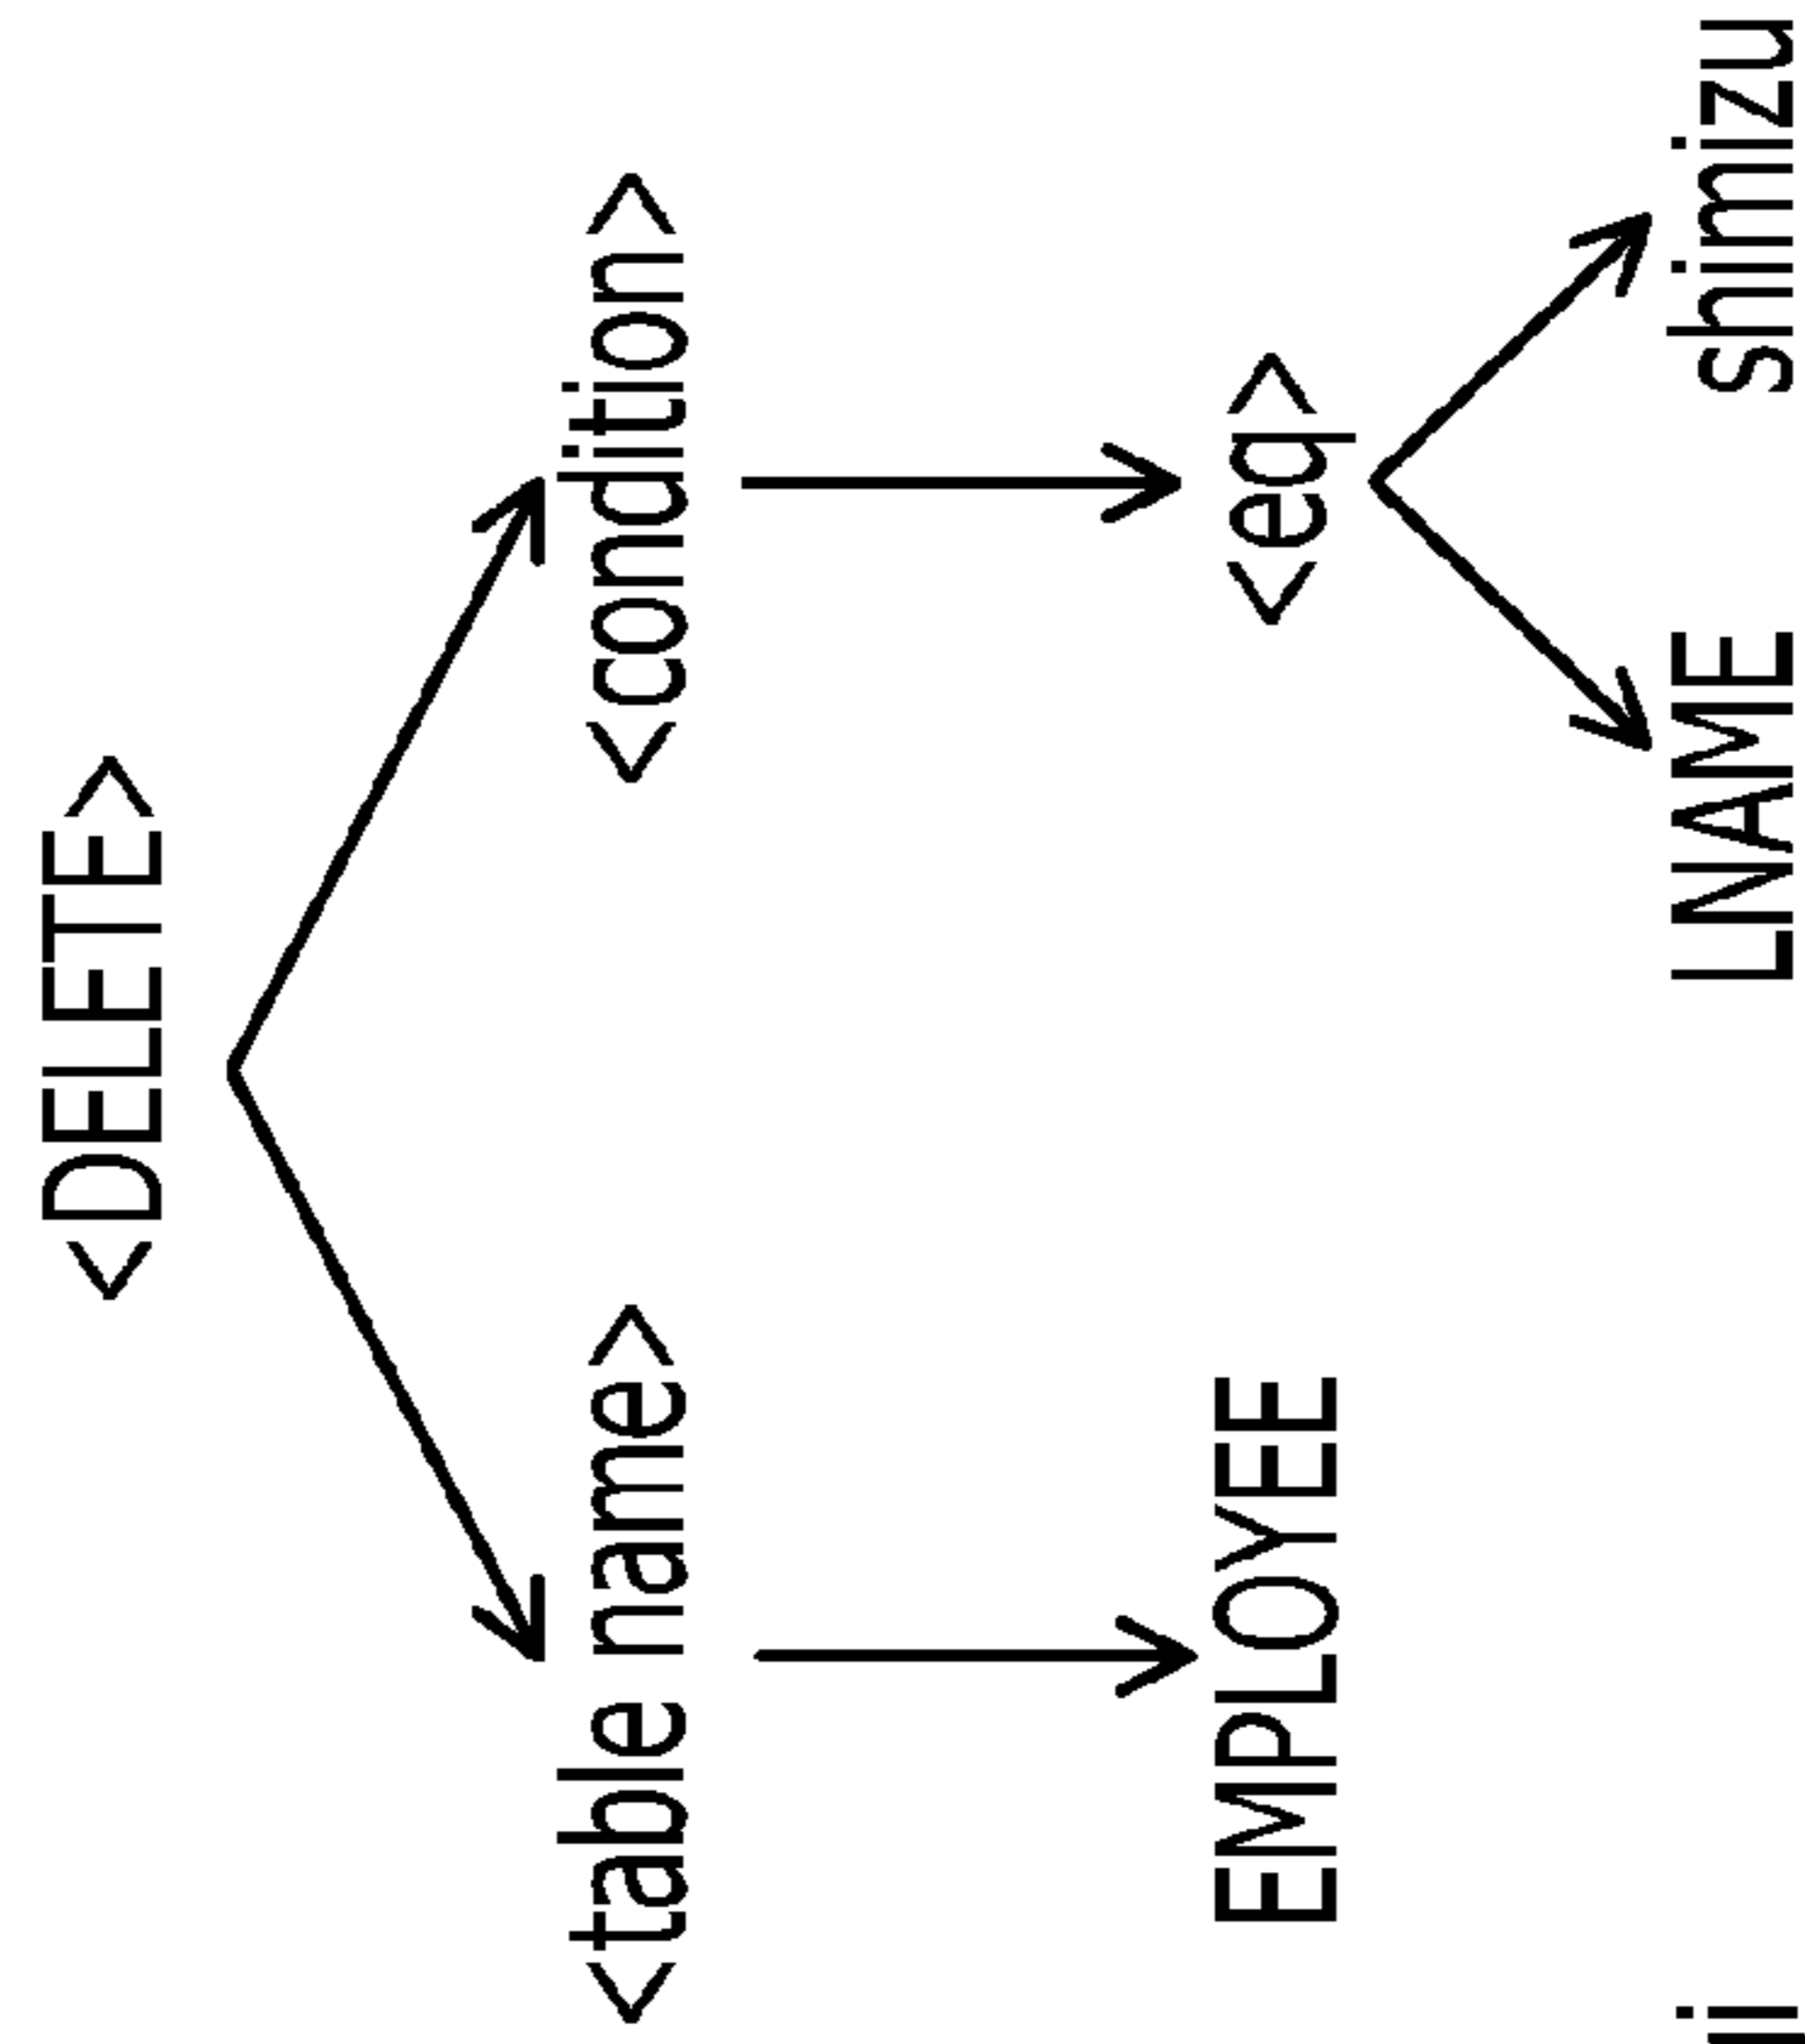 <DELETE>
<table name>
<condition>
EMPLOYEE
<eq>
LNAME
shimizu